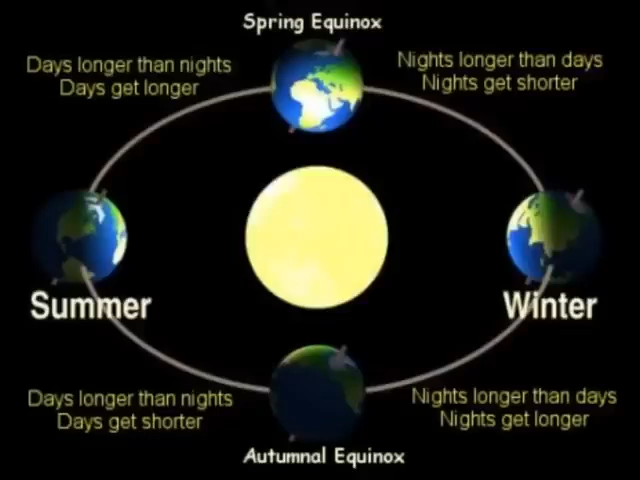 Spring Equinox
Days longer than nights
Days get longer
Nights longer than days
Nights get shorter
Summer
Winter
Days longer than nights
Days get shorter
Nights longer than days
Nights get longer
Autumnal Equinox